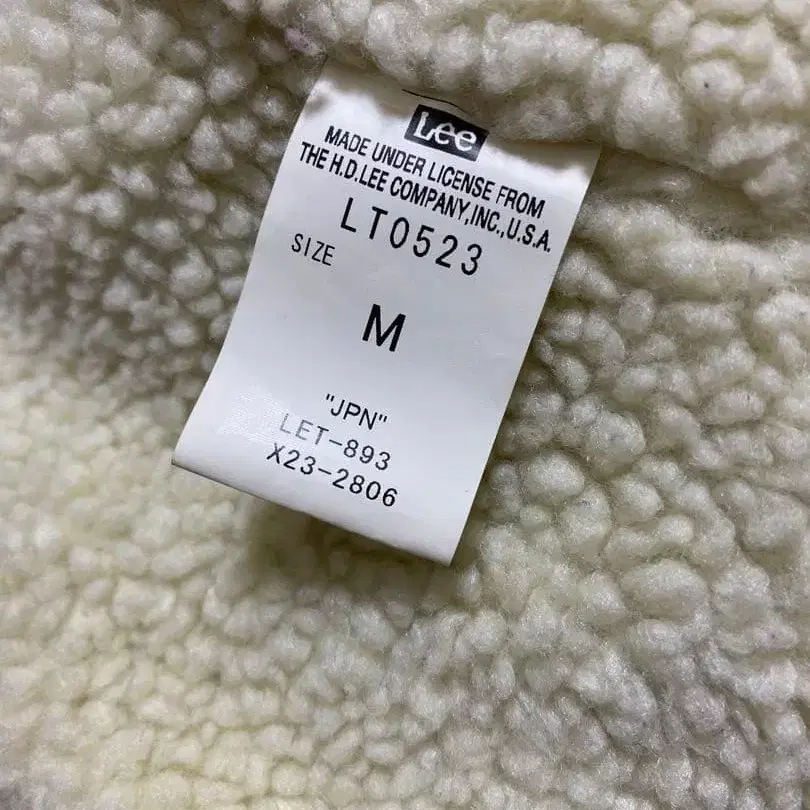 Lee
MADE UNDER LICENSE FROM
THE H.D.LEE COMPANY,INC.,U.S.A.
LT0523
SIZE
M
"JPN"
LET-893
X23-2806